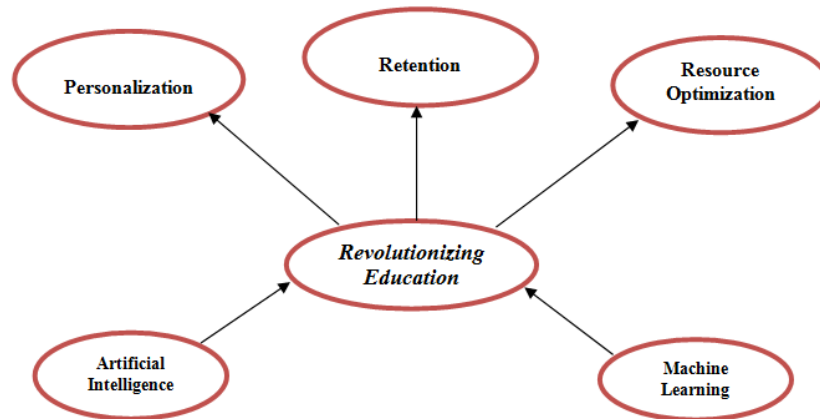 Personalization
Retention
Resource
Optimization
Revolutionizing
Education
Artificial
Intelligence
Machine
Learning